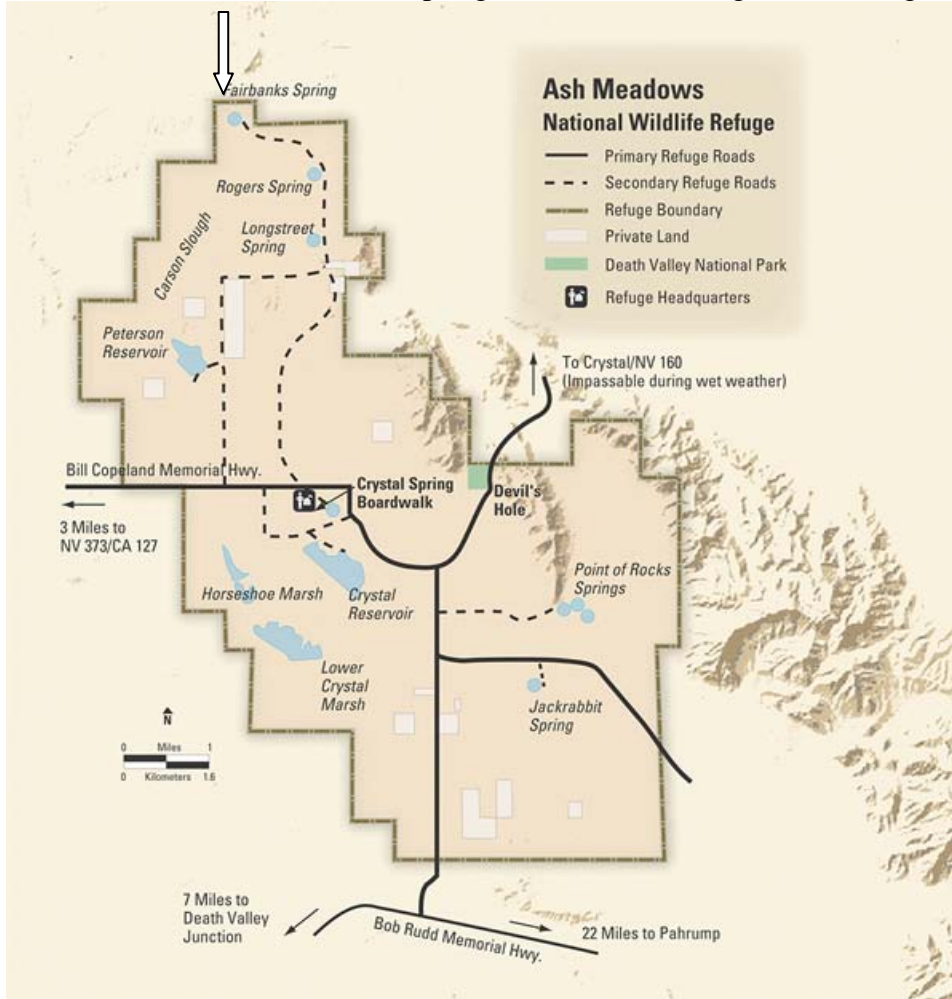 Fairbanks Spring
Rogers Spring
Longstreet
Spring
Carson Slough
Peterson
Reservoir
Ash Meadows
National Wildlife Refuge
Primary Refuge Roads
Secondary Refuge Roads
Refuge Boundary
Private Land
Death Valley National Park
Refuge Headquarters
To Crystal/NV 160
(Impassable during wet weather)
Bill Copeland Memorial Hwy.
Crystal Spring
Boardwalk
Devil's
Hole
3 Miles to
NV 373/CA 127
Horseshoe Marsh
Crystal
Reservoir
Point of Rocks
Springs
Lower
Crystal
Marsh
Jackrabbit
Spring
N
0 Miles 1
0 Kilometers 1.6
7 Miles to
Death Valley
Junction
Bob Rudd Memorial Hwy.
22 Miles to Pahrump